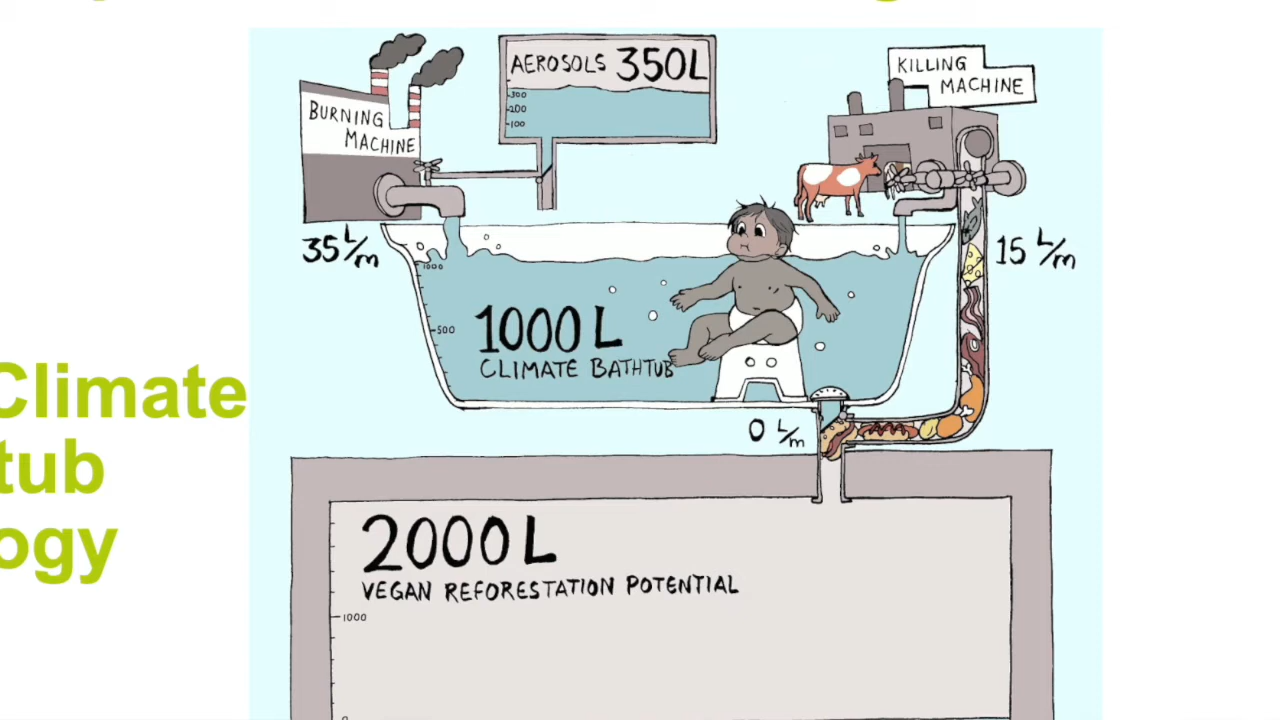 AEROSOLS 350L
300
200
100
BURNING
MACHINE
KILLING
MACHINE
35 L/m
15 L/m
1000
500
1000 L
CLIMATE BATHTUB
0 L/m
Climate
tub
ogy
2000 L
VEGAN REFORESTATION POTENTIAL
1000
0